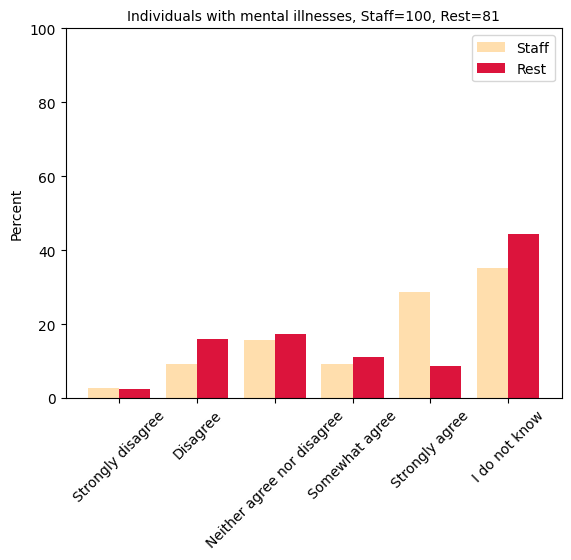 Individuals with mental illnesses, Staff=100, Rest=81
Staff
Rest
Percent
100
80
60
40
20
0
Strongly disagree
Disagree
Neither agree nor disagree
Somewhat agree
Strongly agree
I do not know